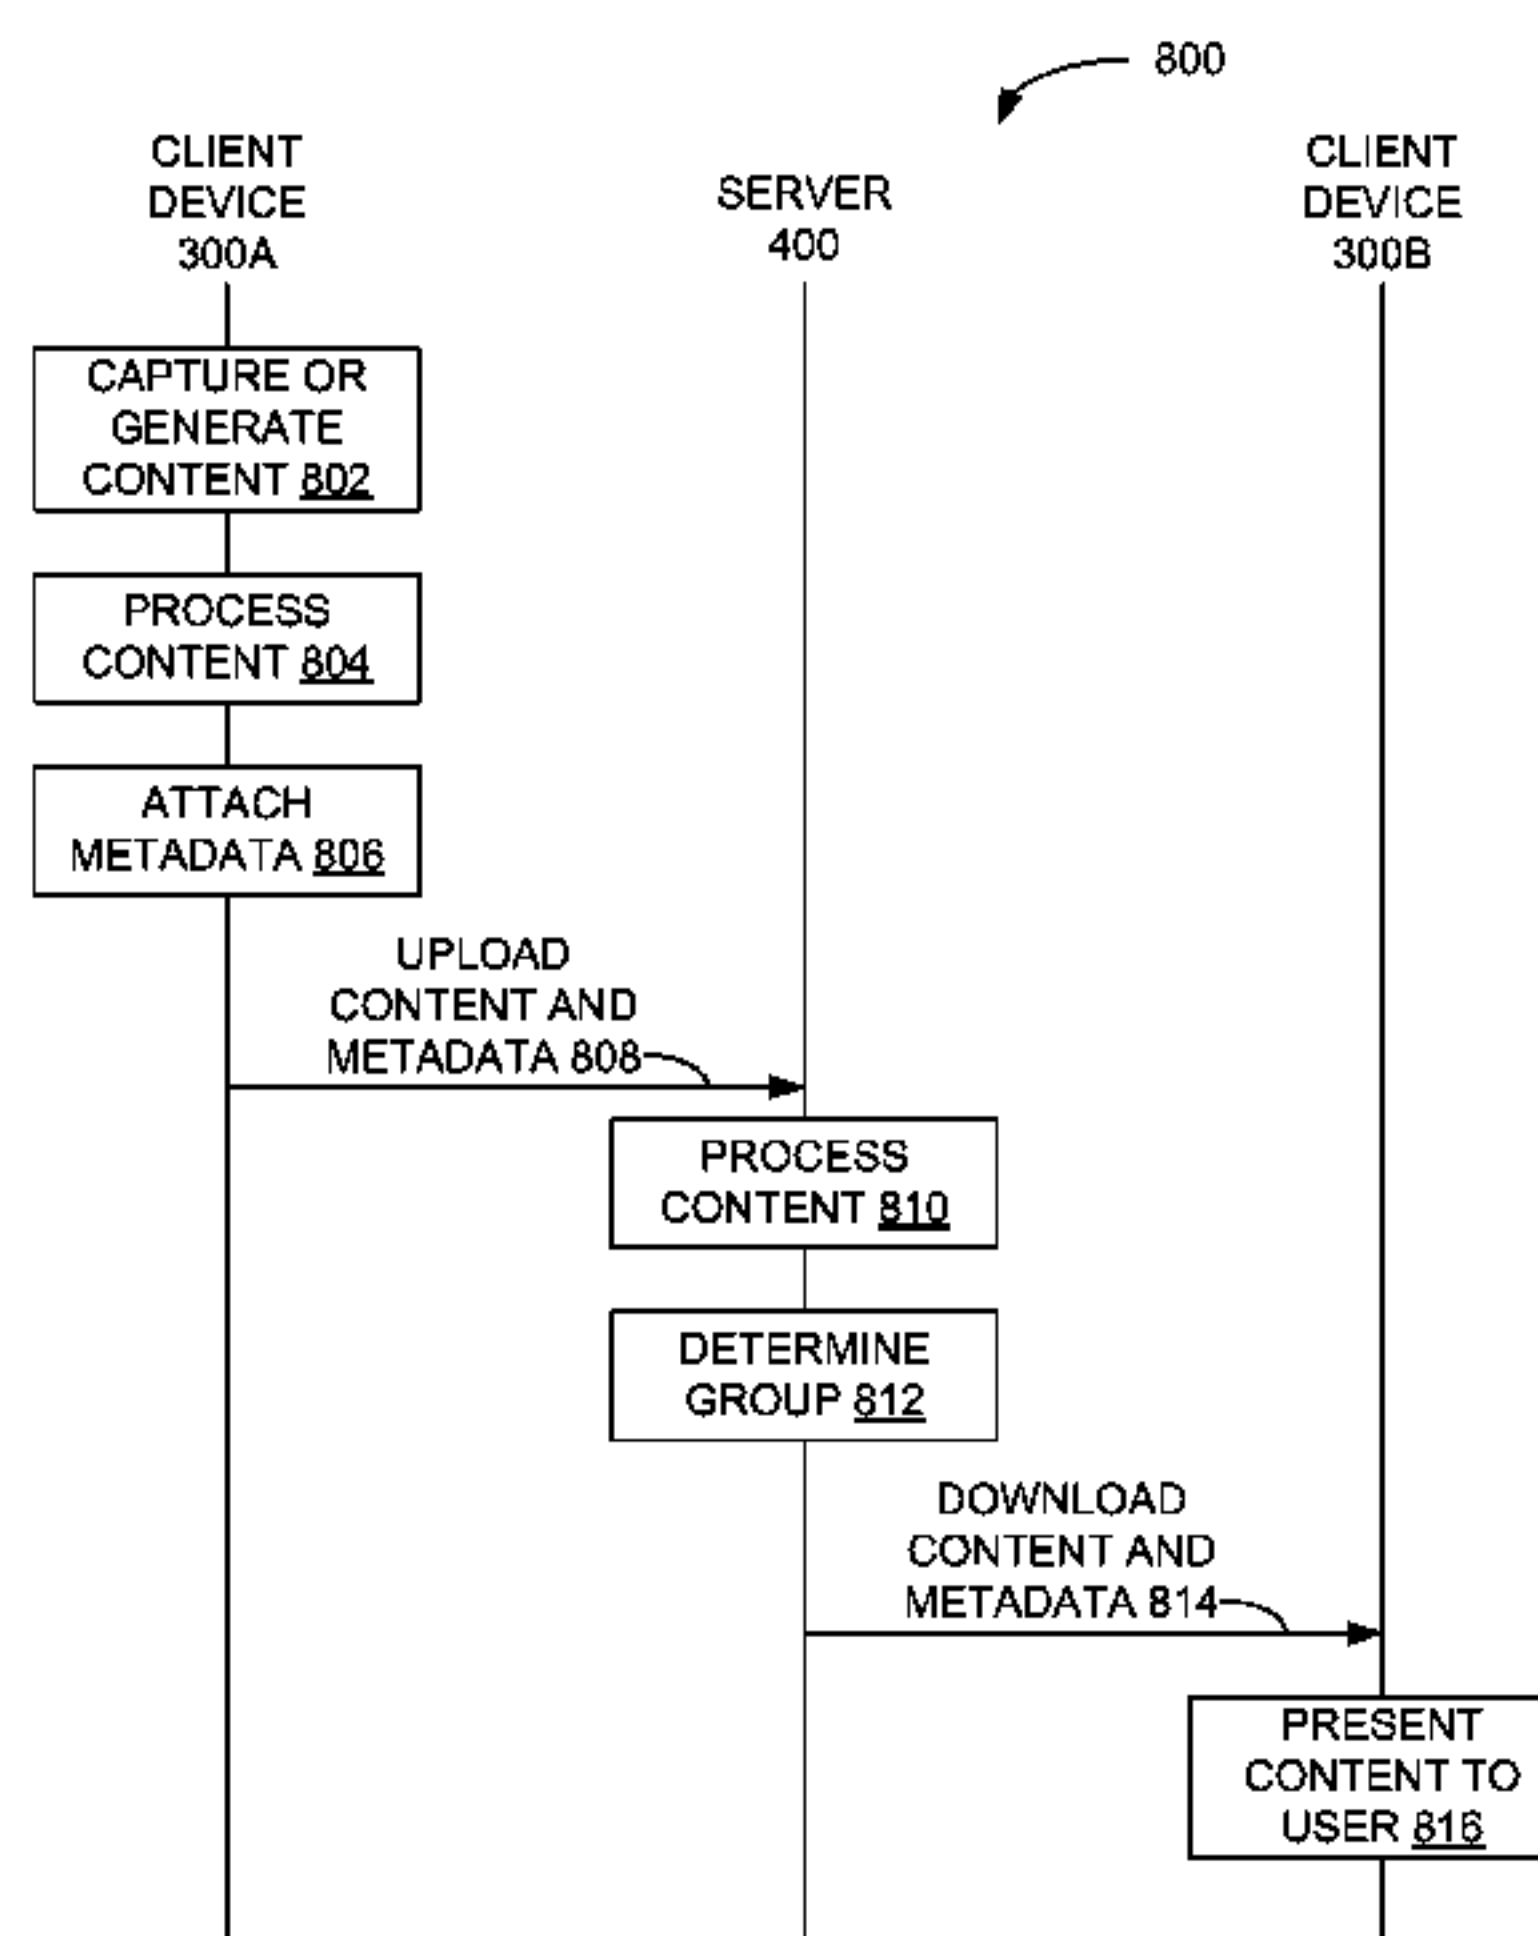 800
CLIENT
DEVICE
300A
SERVER
400
CLIENT
DEVICE
300B
CAPTURE OR
GENERATE
CONTENT 802
PROCESS
CONTENT 804
ATTACH
METADATA 806
UPLOAD
CONTENT AND
METADATA 808
PROCESS
CONTENT 810
DETERMINE
GROUP 812
DOWNLOAD
CONTENT AND
METADATA 814
PRESENT
CONTENT TO
USER 816